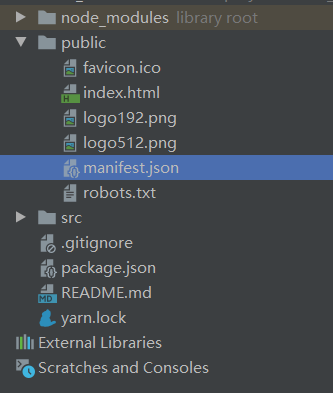 node_modules library root
public
favicon.ico
index.html
logo192.png
logo512.png
manifest.json
robots.txt
src
.gitignore
package.json
README.md
yarn.lock
External Libraries
Scratches and Consoles